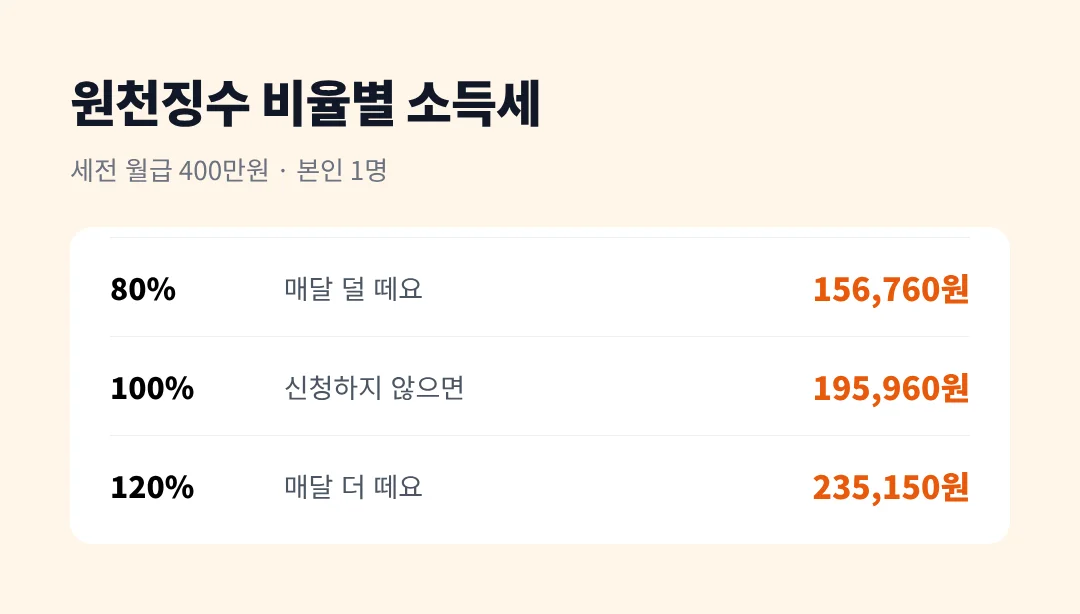 원천징수 비율별 소득세
세전 월급 400만원 · 본인 1명
80% 매달 덜 떼요 156,760원
100% 신청하지 않으면 195,960원
120% 매달 더 떼요 235,150원